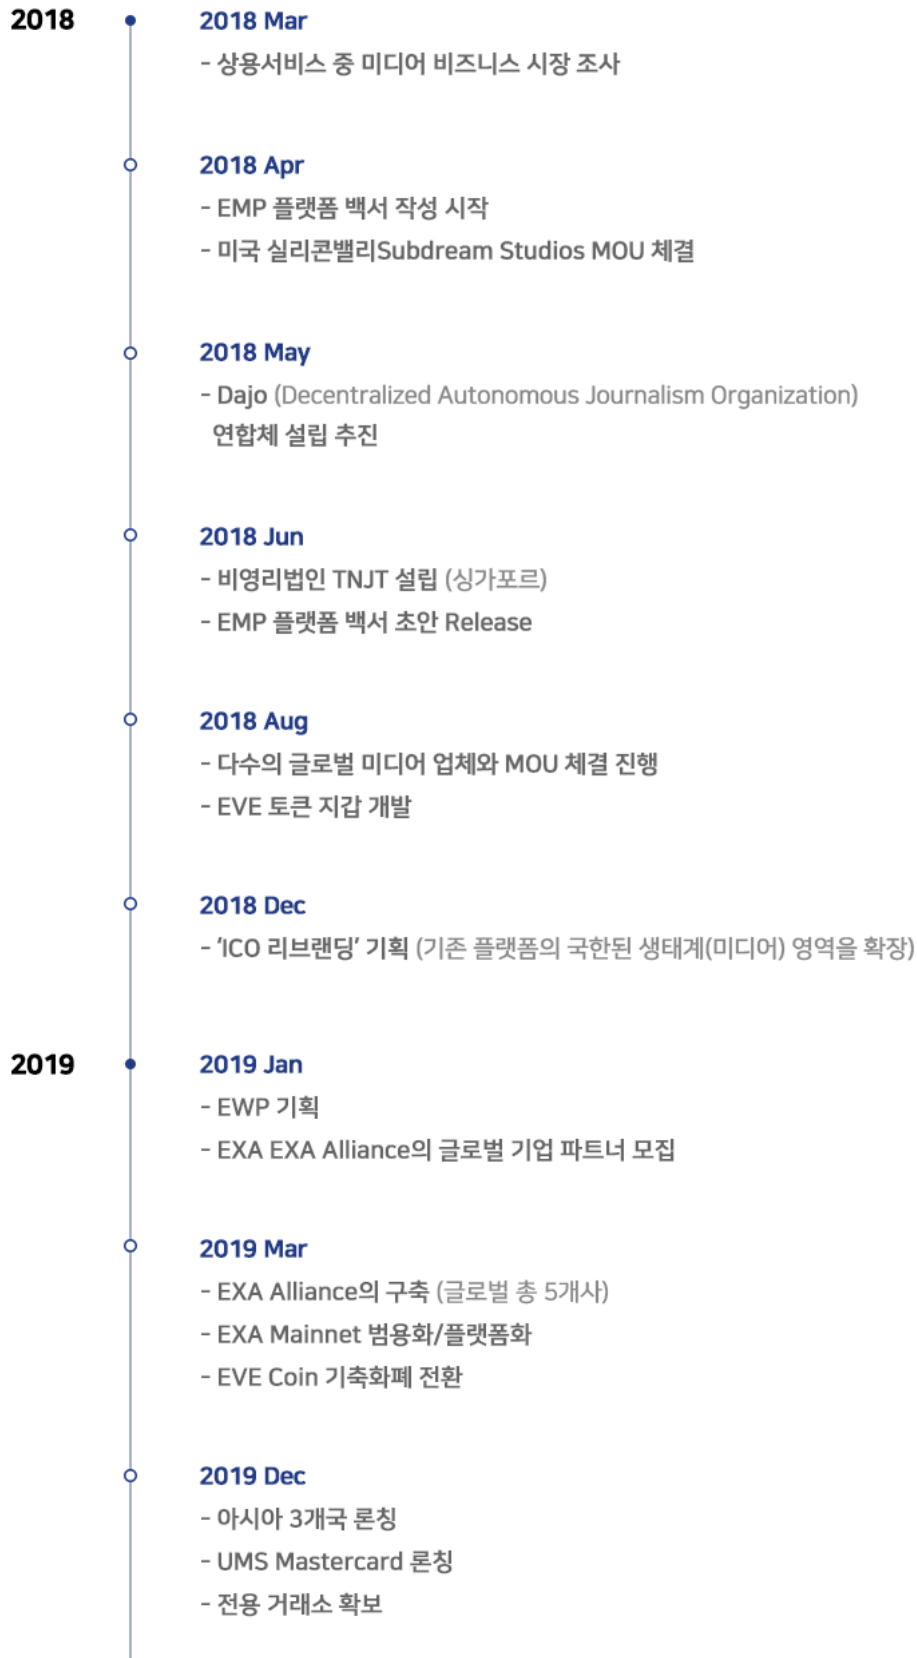 2018
2018 Mar
- 상용서비스 중 미디어 비즈니스 시장 조사
2018 Apr
- EMP 플랫폼 백서 작성 시작
- 미국 실리콘밸리Subdream Studios MOU 체결
2018 May
- Dajo (Decentralized Autonomous Journalism Organization)
연합체 설립 추진
2018 Jun
- 비영리법인 TNJT 설립 (싱가포르)
- EMP 플랫폼 백서 초안 Release
2018 Aug
- 다수의 글로벌 미디어 업체와 MOU 체결 진행
- EVE 토큰 지갑 개발
2018 Dec
- ‘ICO 리브랜딩’ 기획 (기존 플랫폼의 국한된 생태계(미디어) 영역을 확장)
2019
2019 Jan
- EWP 기획
- EXA EXA Alliance의 글로벌 기업 파트너 모집
2019 Mar
- EXA Alliance의 구축 (글로벌 총 5개사)
- EXA Mainnet 범용화/플랫폼화
- EVE Coin 기축화폐 전환
2019 Dec
- 아시아 3개국 론칭
- UMS Mastercard 론칭
- 전용 거래소 확보